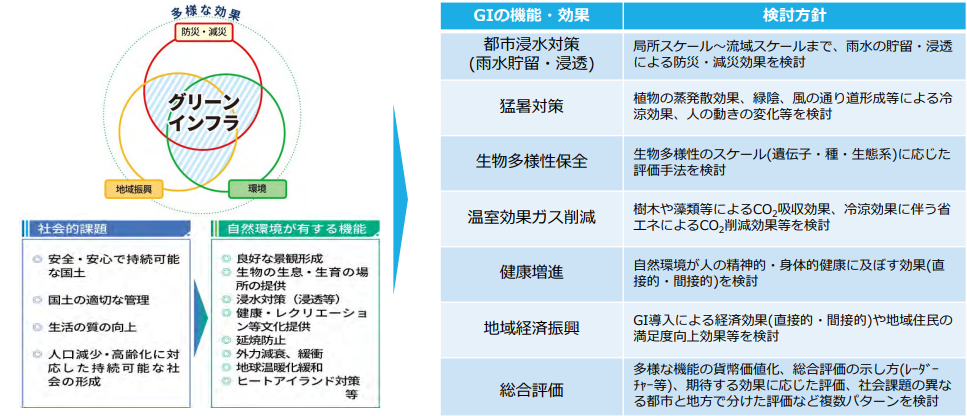 多様な効果
防災・減災
グリーン
インフラ
地域振興
環境
社会的課題
安全・安心で持続可能
な国土
国土の適切な管理
生活の質の向上
人口減少・高齢化に対
応した持続可能な社
会の形成
自然環境が有する機能
良好な景観形成
生物の生息・生育の場
所の提供
浸水対策（浸透等）
健康・レクリエーショ
ン等文化提供
延焼防止
外力減衰、緩衝
地球温暖化緩和
ヒートアイランド対策
等
GIの機能・効果
検討方針
都市浸水対策
(雨水貯留・浸透)
局所スケール～流域スケールまで、雨水の貯留・浸透
による防災・減災効果を検討
猛暑対策
植物の蒸発散効果、緑陰、風の通り道形成等による冷
涼効果、人の動きの変化等を検討
生物多様性保全
生物多様性のスケール(遺伝子・種・生態系)に応じた
評価手法を検討
温室効果ガス削減
樹木や藻類等によるCO2吸収効果、冷涼効果に伴う省
エネによるCO2削減効果等を検討
健康増進
自然環境が人の精神的・身体的健康に及ぼす効果(直
接的・間接的)を検討
地域経済振興
GI導入による経済効果(直接的・間接的)や地域住民の
満足度向上効果等を検討
総合評価
多様な機能の貨幣価値化、総合評価の示し方(ﾚｰﾀﾞｰ
ﾁｬｰ等)、期待する効果に応じた評価、社会課題の異な
る都市と地方で分けた評価など複数パターンを検討